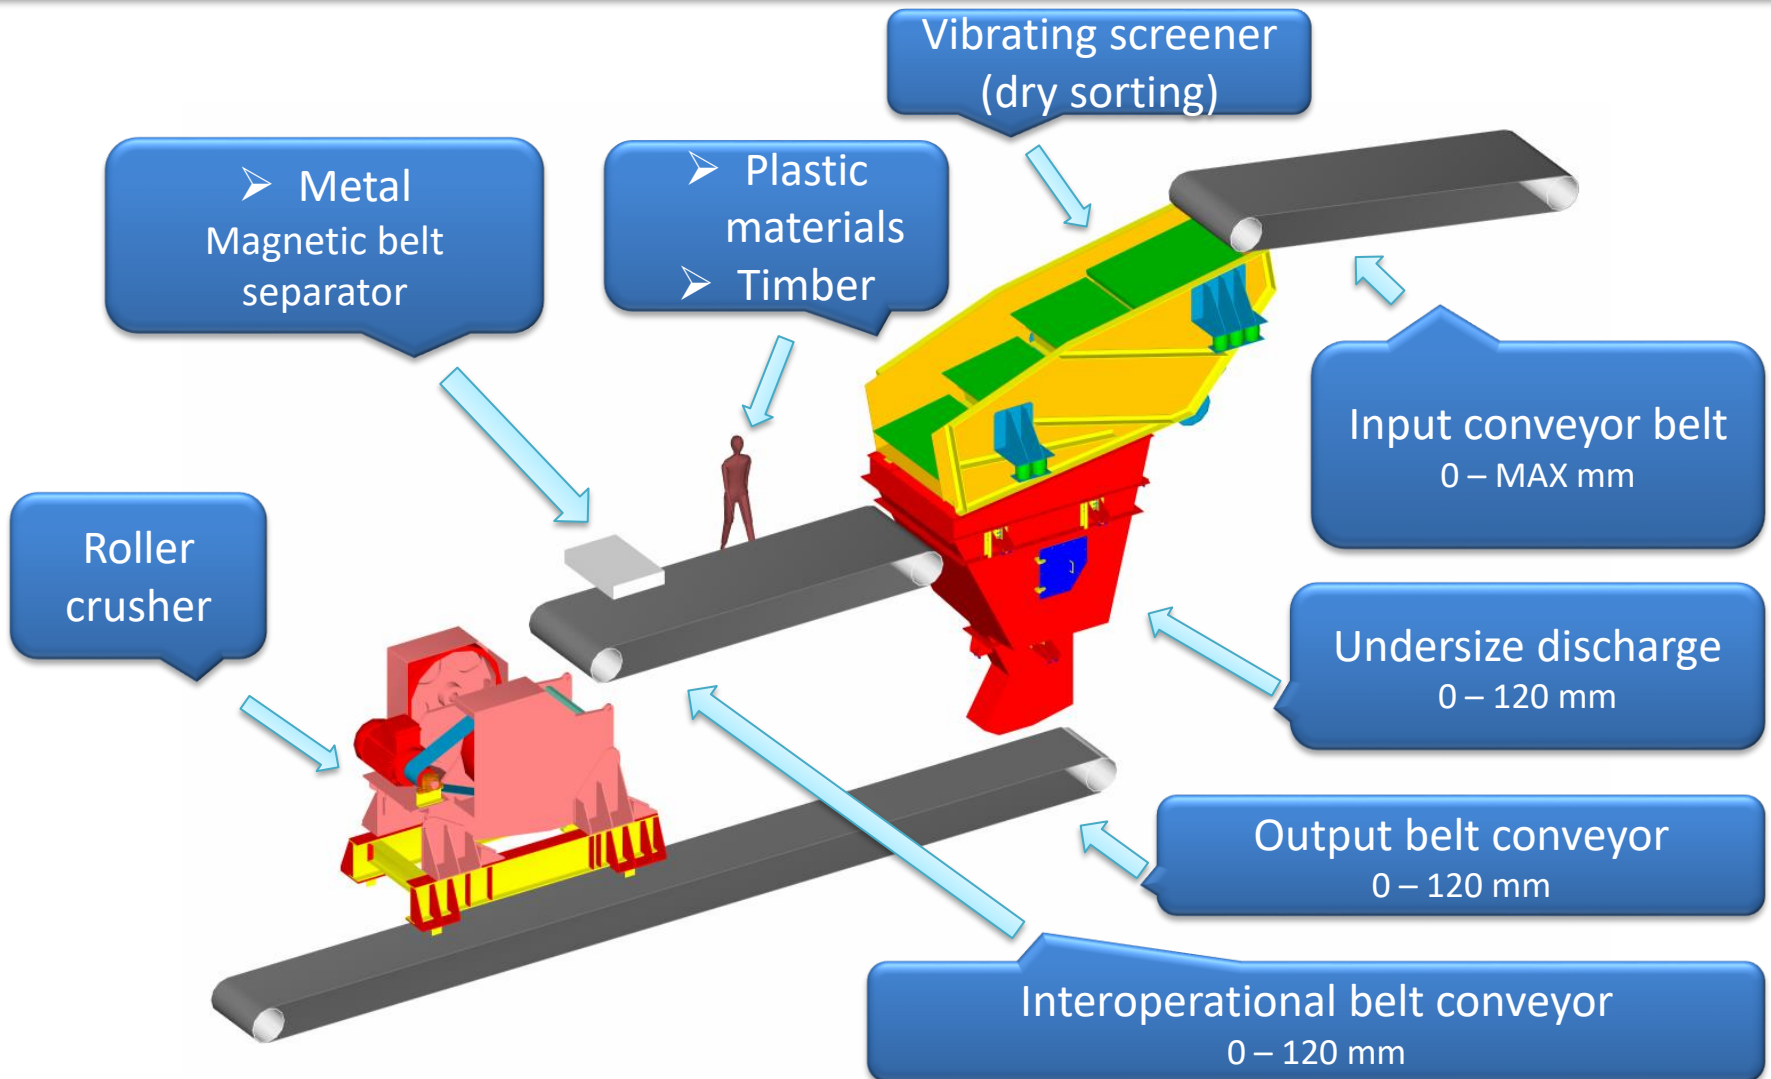 Vibrating screener
(dry sorting)
➢ Metal
Magnetic belt
separator
➢ Plastic
materials
➢ Timber
Input conveyor belt
0 – MAX mm
Roller
crusher
Undersize discharge
0 – 120 mm
Output belt conveyor
0 – 120 mm
Interoperational belt conveyor
0 – 120 mm